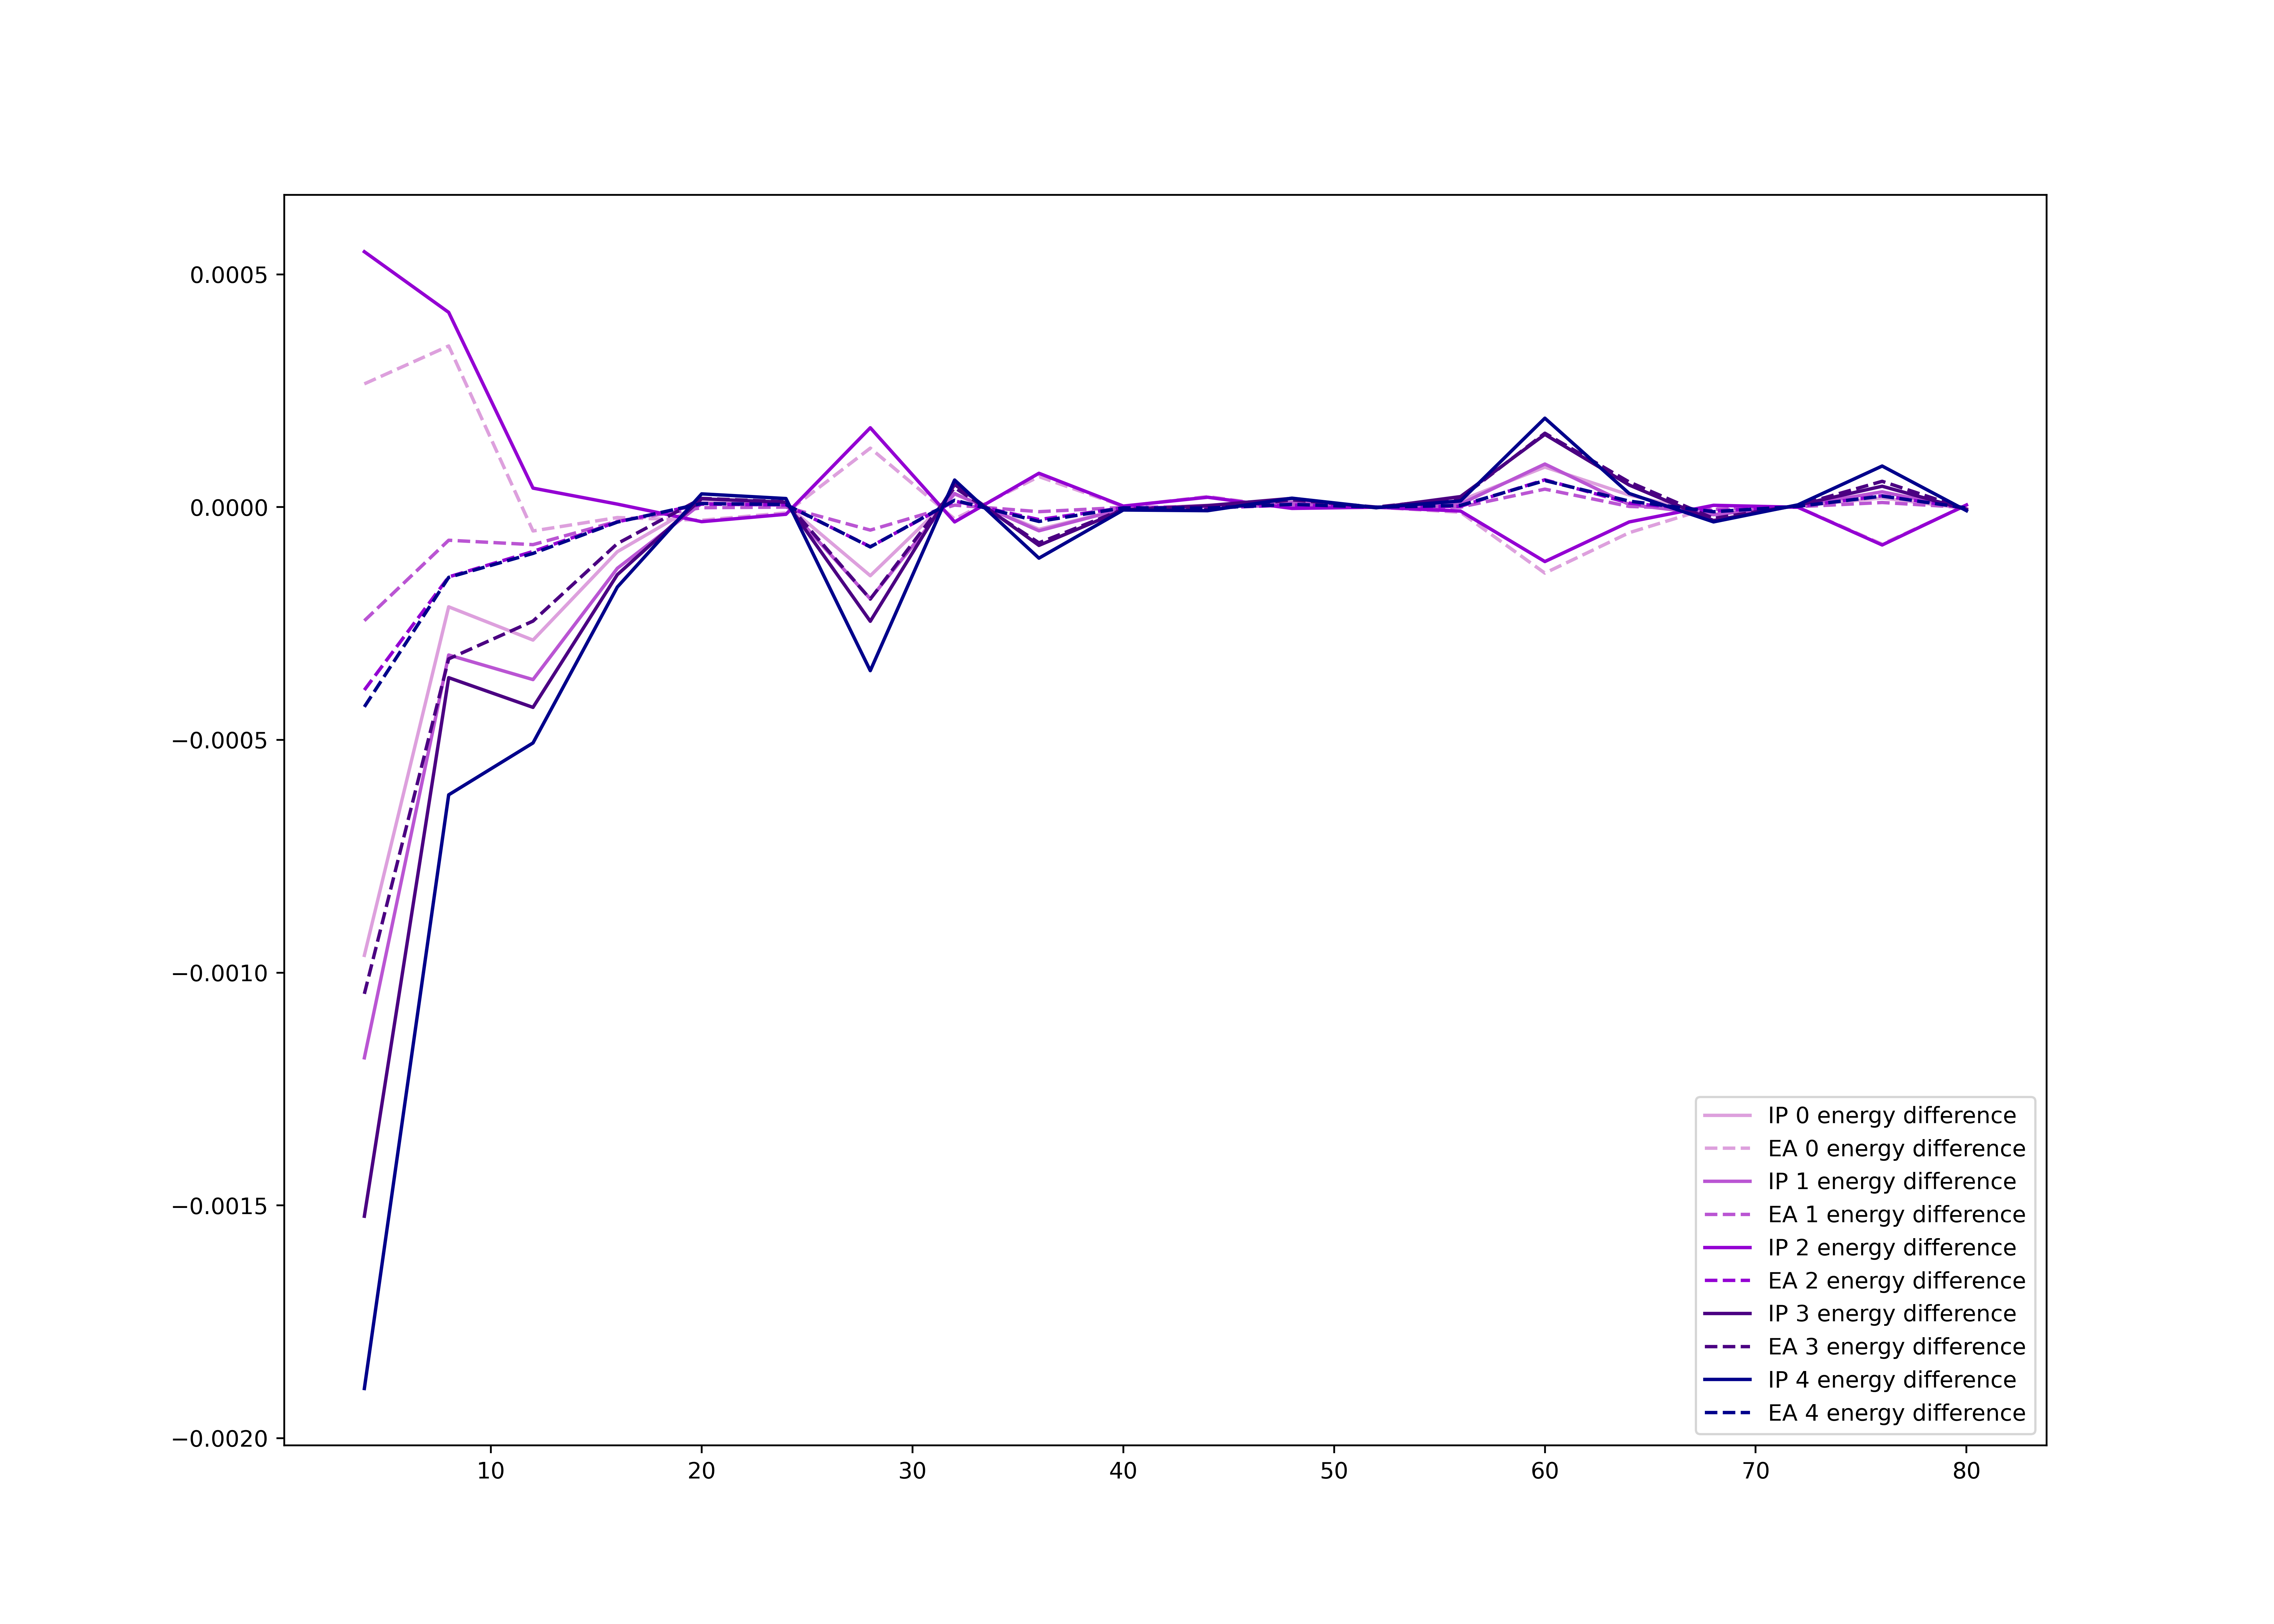 0.0005
0.0000
−0.0005
−0.0010
−0.0015
−0.0020
10 20 30 40 50 60 70 80
IP 0 energy difference
EA 0 energy difference
IP 1 energy difference
EA 1 energy difference
IP 2 energy difference
EA 2 energy difference
IP 3 energy difference
EA 3 energy difference
IP 4 energy difference
EA 4 energy difference